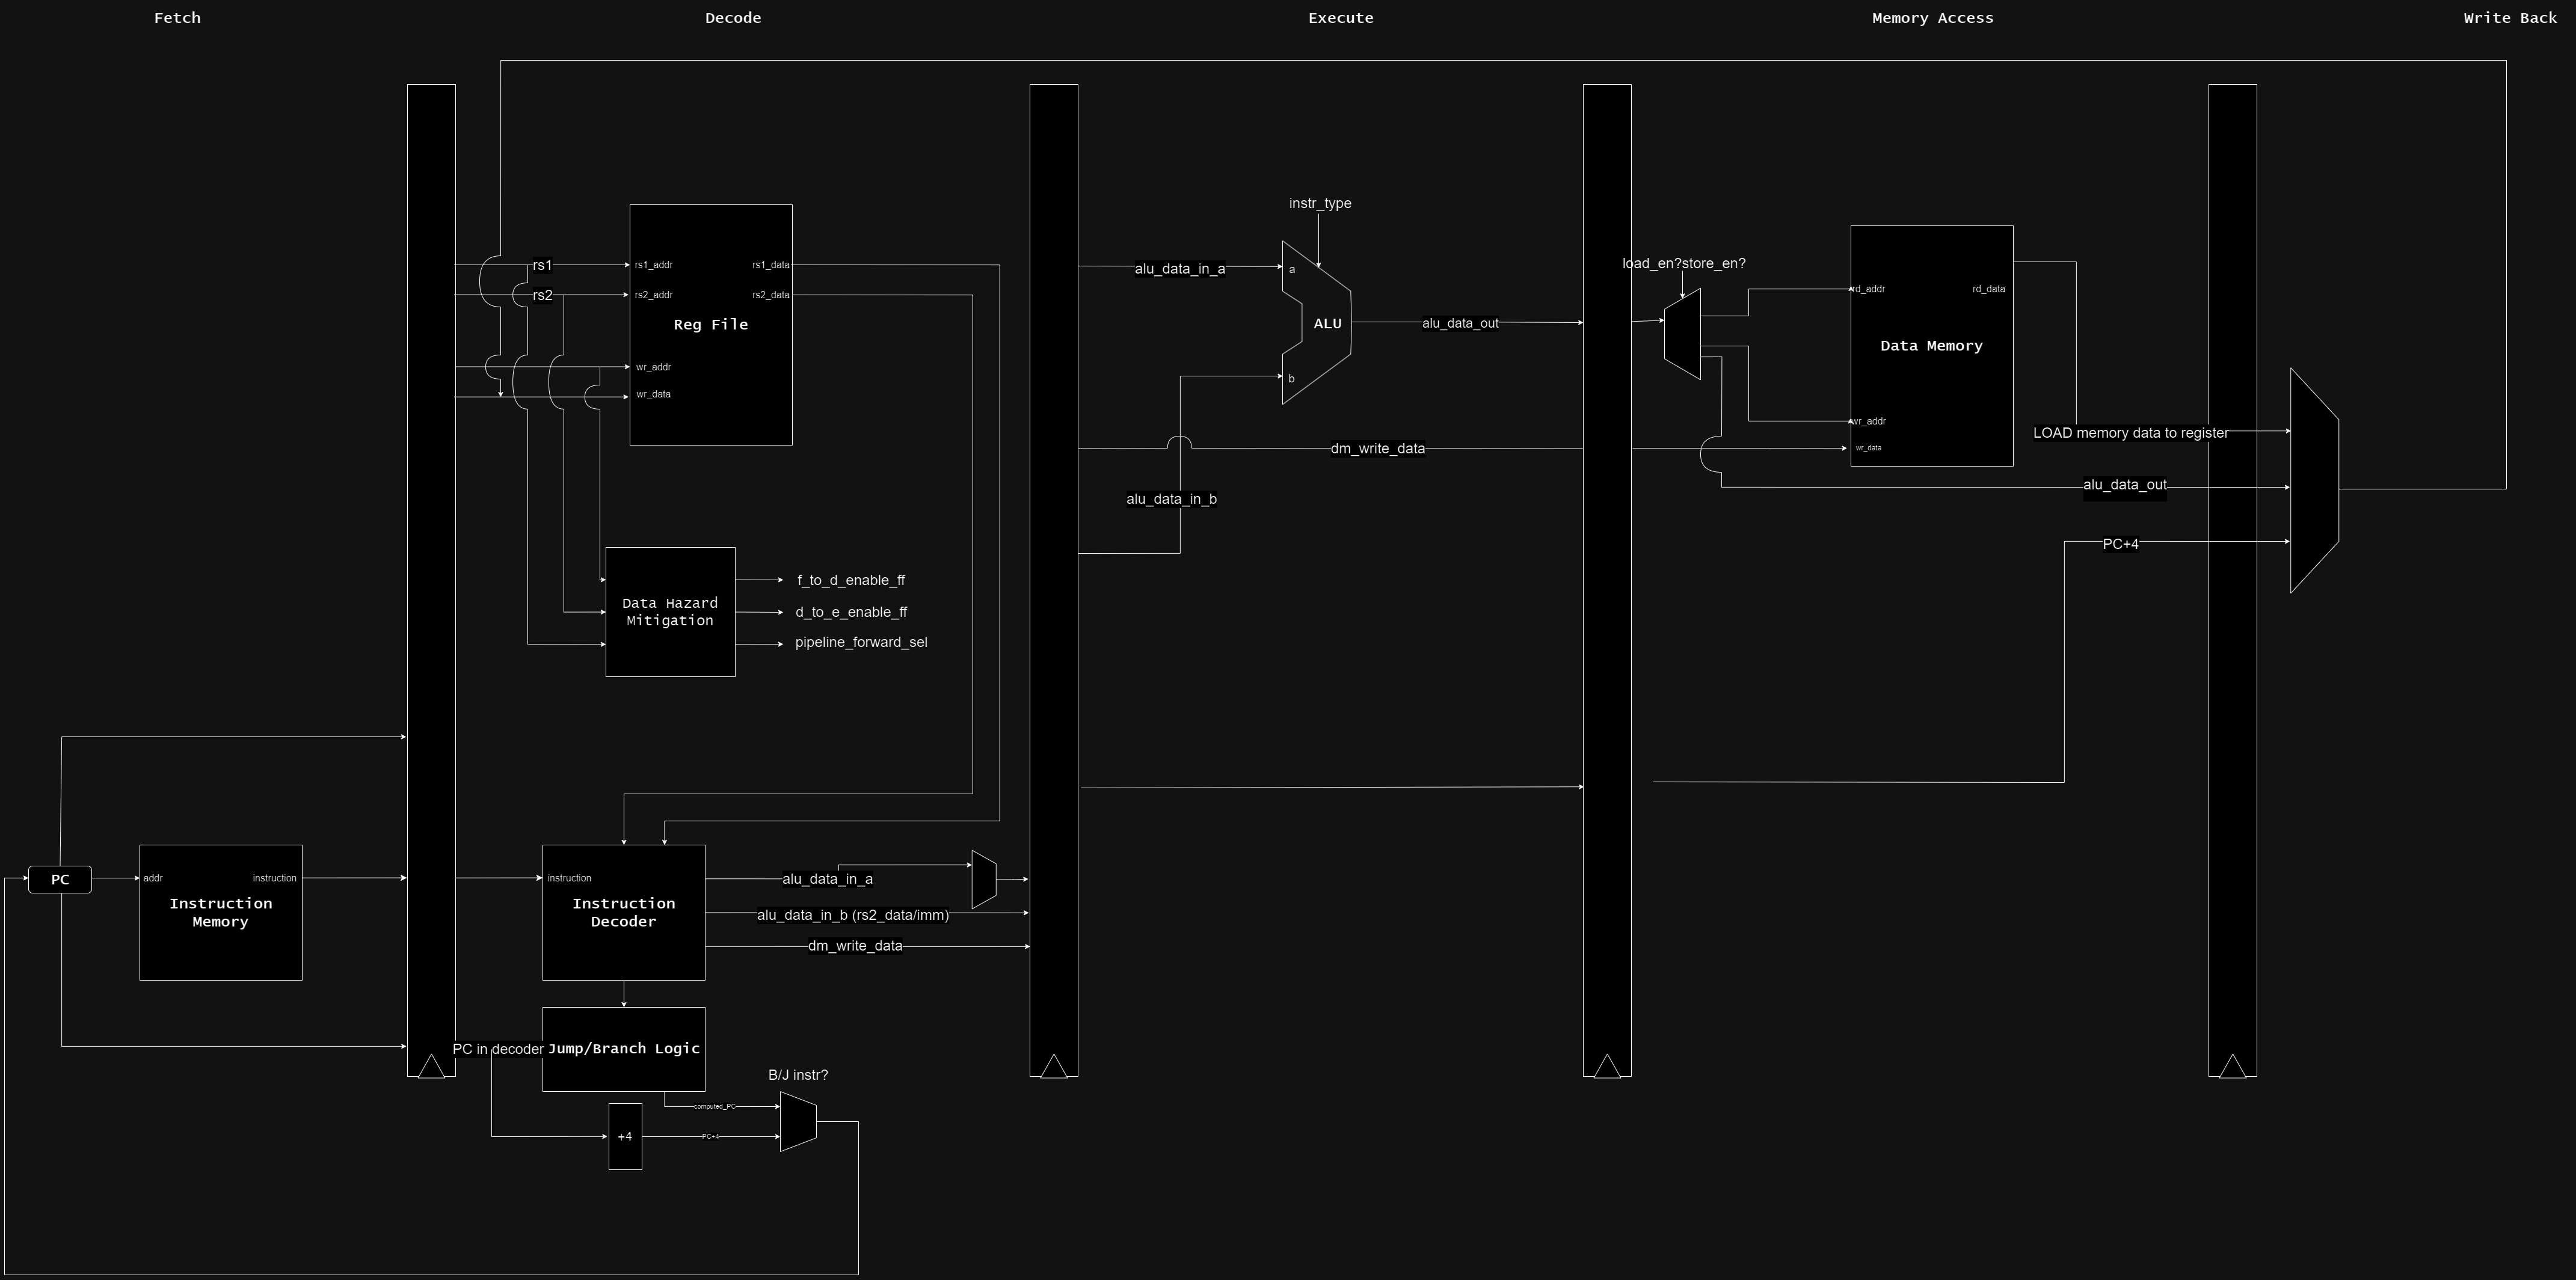 Fetch
Decode
Execute
Memory Access
Write Back
instr_type
rs1
rs1_addr
rs1_data
rs2
rs2_addr
rs2_data
Reg File
wr_addr
wr_data
alu_data_in_a
a
ALU
b
alu_data_out
load_en?store_en?
rd_addr
rd_data
Data Memory
wr_addr
wr_data
LOAD memory data to register
dm_write_data
alu_data_out
alu_data_in_b
PC+4
Data Hazard
Mitigation
f_to_d_enable_ff
d_to_e_enable_ff
pipeline_forward_sel
PC
addr
instruction
Instruction
Memory
instruction
Instruction
Decoder
alu_data_in_a
alu_data_in_b (rs2_data/imm)
dm_write_data
PC in decoder
Jump/Branch Logic
B/J instr?
computed_PC
+4
PC+4